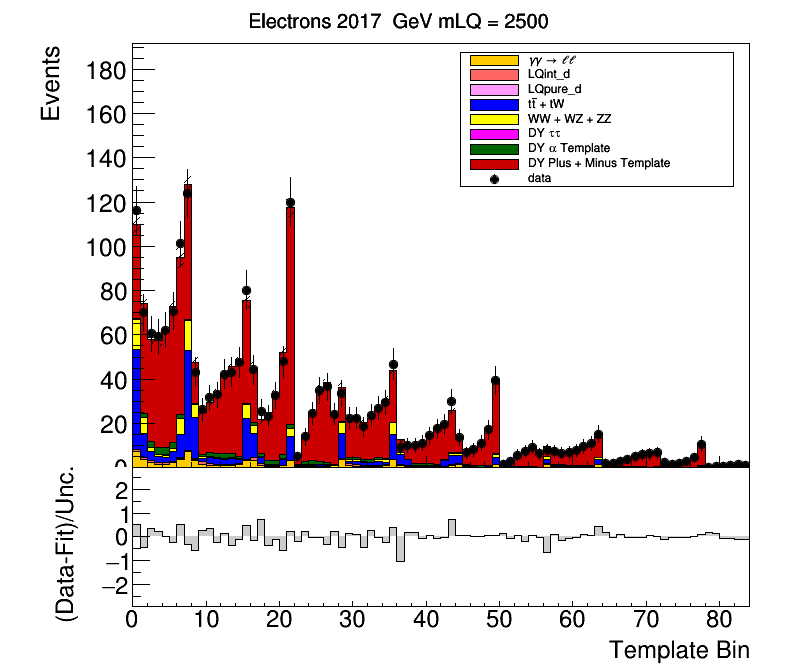 Electrons 2017 GeV mLQ = 2500
Events
180
160
140
120
100
80
60
40
20
0
γγ → ℓℓ
LQint_d
LQpure_d
tt̅ + tW
WW + WZ + ZZ
DY ττ
DY α Template
DY Plus + Minus Template
data
(Data-Fit)/Unc.
2
1
0
−1
−2
0 10 20 30 40 50 60 70 80
Template Bin